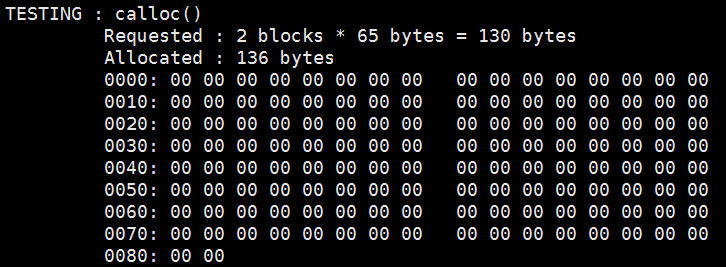 TESTING : calloc()
Requested : 2 blocks * 65 bytes = 130 bytes
Allocated : 136 bytes
0000: 00 00 00 00 00 00 00 00   00 00 00 00 00 00 00 00
0010: 00 00 00 00 00 00 00 00   00 00 00 00 00 00 00 00
0020: 00 00 00 00 00 00 00 00   00 00 00 00 00 00 00 00
0030: 00 00 00 00 00 00 00 00   00 00 00 00 00 00 00 00
0040: 00 00 00 00 00 00 00 00   00 00 00 00 00 00 00 00
0050: 00 00 00 00 00 00 00 00   00 00 00 00 00 00 00 00
0060: 00 00 00 00 00 00 00 00   00 00 00 00 00 00 00 00
0070: 00 00 00 00 00 00 00 00   00 00 00 00 00 00 00 00
0080: 00 00